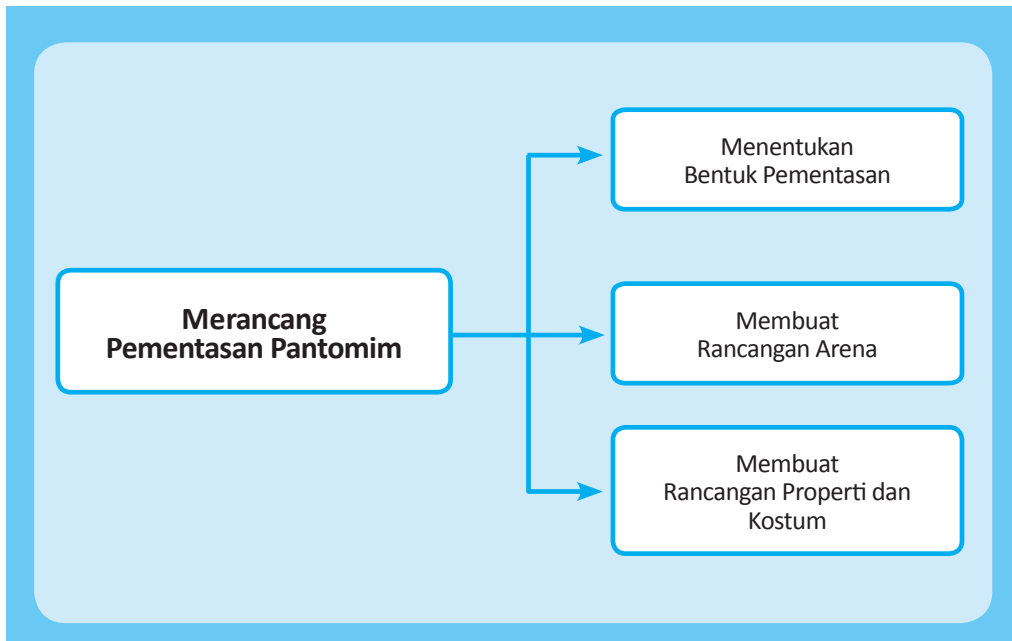 Merancang
Pementasan Pantomim
Menentukan
Bentuk Pementasan
Membuat
Rancangan Arena
Membuat
Rancangan Properti dan
Kostum